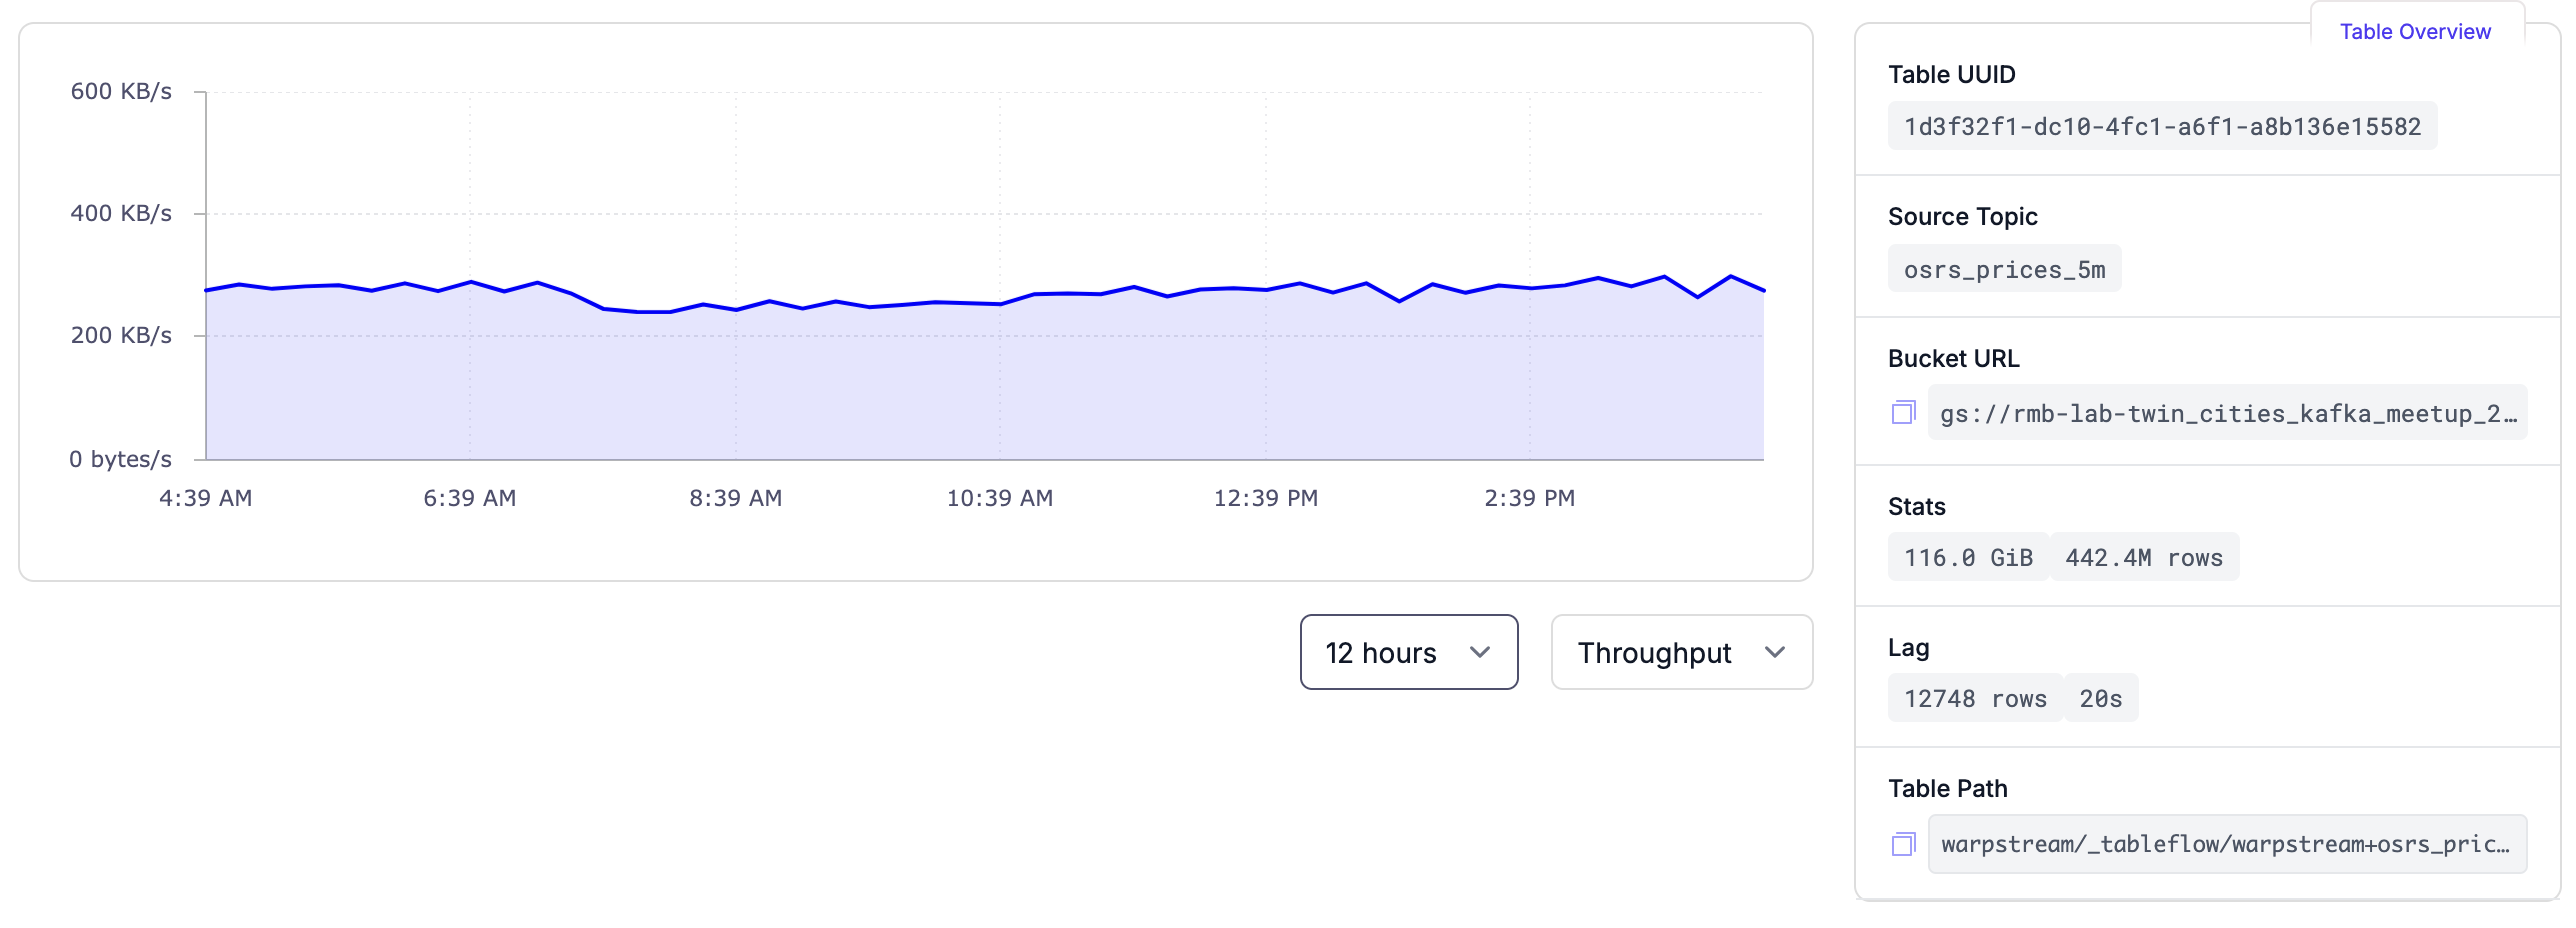 600 KB/s
400 KB/s
200 KB/s
0 bytes/s
4:39 AM 6:39 AM 8:39 AM 10:39 AM 12:39 PM 2:39 PM
12 hours
Throughput
Table Overview
Table UUID
1d3f32f1-dc10-4fc1-a6f1-a8b136e15582
Source Topic
osrs_prices_5m
Bucket URL
gs://rmb-lab-twin_cities_kafka_meetup_2…
Stats
116.0 GiB 442.4M rows
Lag
12748 rows 20s
Table Path
warpstream/_tableflow/warpstream+osrs_pric…